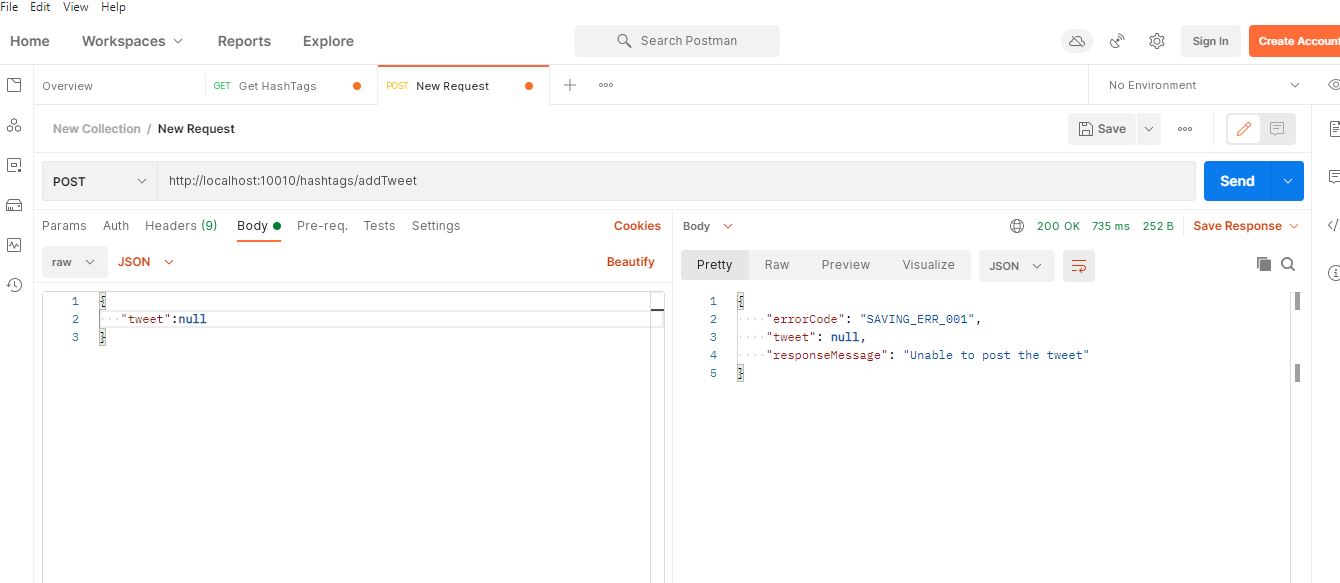 File Edit View Help
Home Workspaces Reports Explore Search Postman Sign In Create Account
Overview GET Get HashTags POST New Request No Environment
New Collection / New Request Save
POST http://localhost:10010/hashtags/addTweet Send
Params Auth Headers (9) Body Pre-req. Tests Settings Cookies Body 200 OK 735 ms 252 B Save Response
raw JSON Beautify Pretty Raw Preview Visualize JSON
1 {
2 "tweet":null
3 }
1 {
2 "errorCode": "SAVING_ERR_001",
3 "tweet": null,
4 "responseMessage": "Unable to post the tweet"
5 }